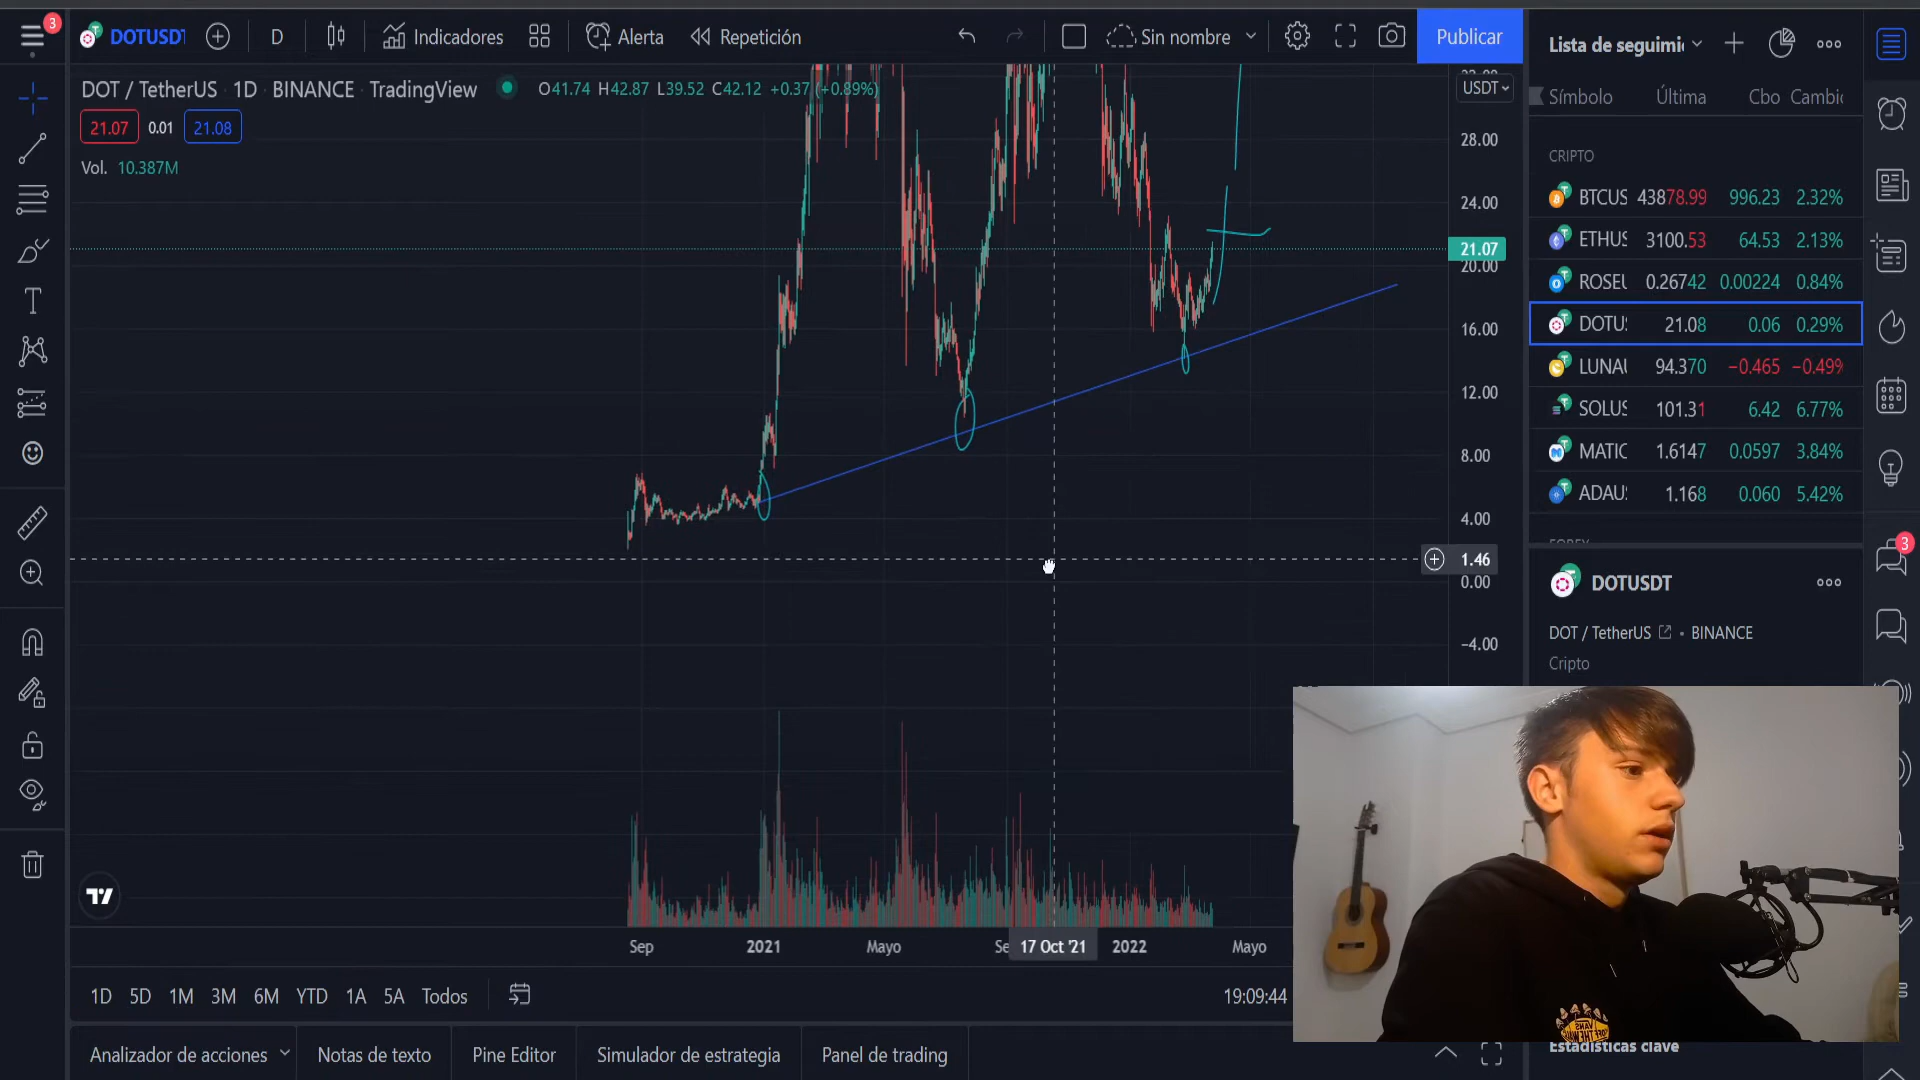 3
DOTUSDT
D
Indicadores
Alerta
Repetición
Sin nombre
Publicar
Lista de seguimi
DOT / TetherUS 1D BINANCE TradingView O41.74 H42.87 L39.52 C42.12 +0.37 (+0.89%)
USDT
21.07 0.01 21.08
Vol. 10.387M
28.00
24.00
21.07
20.00
16.00
12.00
8.00
4.00
1.46
0.00
−4.00
Símbolo Última Cbo Cambio
CRIPTO
BTCUS 43878.99 996.23 2.32%
ETHUS 3100.53 64.53 2.13%
ROSEU 0.26742 0.00224 0.84%
DOTU 21.08 0.06 0.29%
LUNAU 94.370 −0.465 −0.49%
SOLUS 101.31 6.42 6.77%
MATIC 1.6147 0.0597 3.84%
ADAUS 1.168 0.060 5.42%
3
DOTUSDT
DOT / TetherUS • BINANCE
Cripto
Sep 2021 Mayo Se 17 Oct '21 2022 Mayo
1D 5D 1M 3M 6M YTD 1A 5A Todos
19:09:44
Analizador de acciones
Notas de texto
Pine Editor
Simulador de estrategia
Panel de trading
VANS
Estadísticas clave